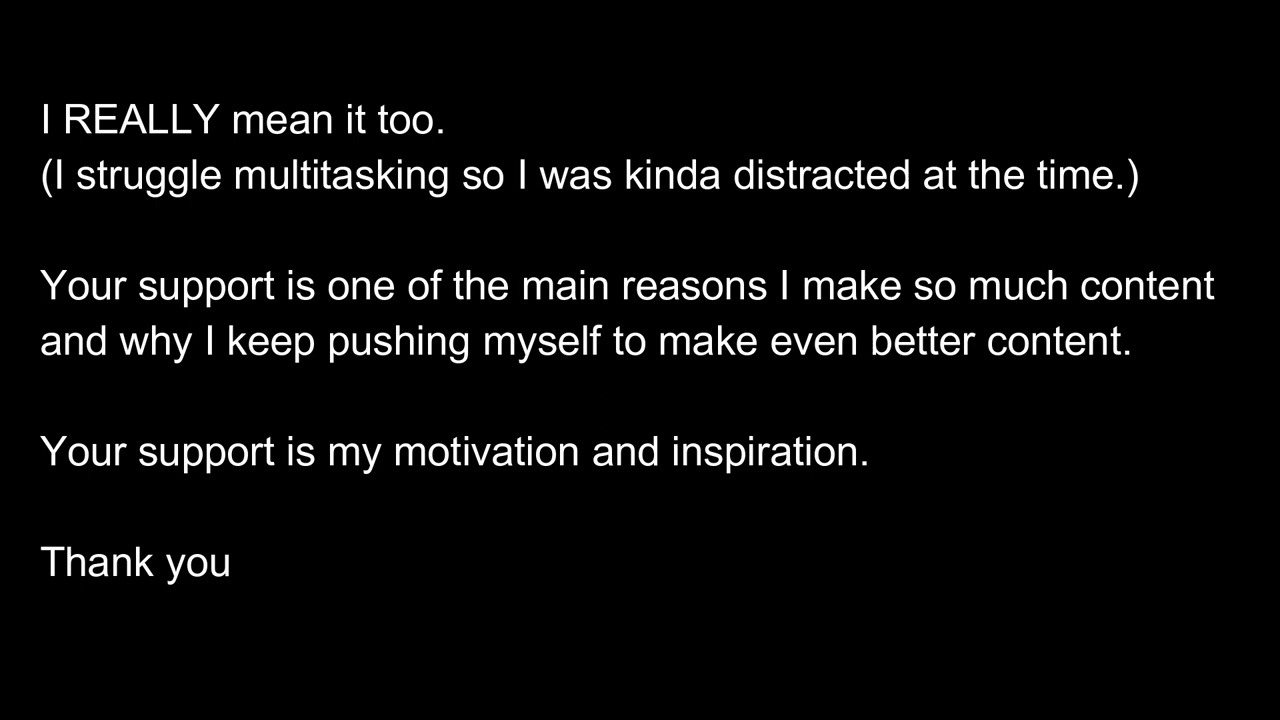 I REALLY mean it too.
(I struggle multitasking so I was kinda distracted at the time.)
Your support is one of the main reasons I make so much content
and why I keep pushing myself to make even better content.
Your support is my motivation and inspiration.
Thank you